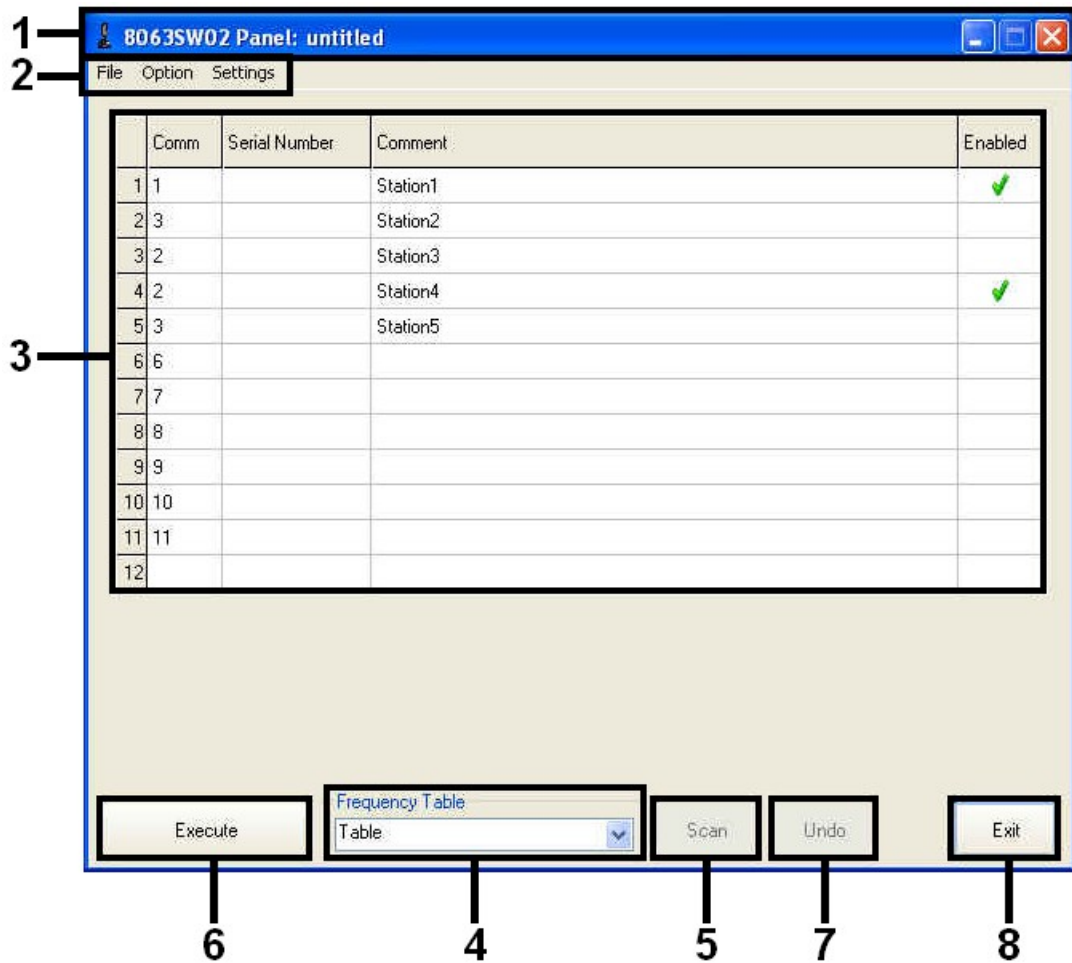 1
8063SW02 Panel: untitled
2
File Option Settings
Comm Serial Number Comment Enabled
1 1 Station1
2 3 Station2
3 2 Station3
4 2 Station4
5 3 Station5
3
6 6
7 7
8 8
9 9
10 10
11 11
12
Frequency Table
Execute Table Scan Undo Exit
6 4 5 7 8